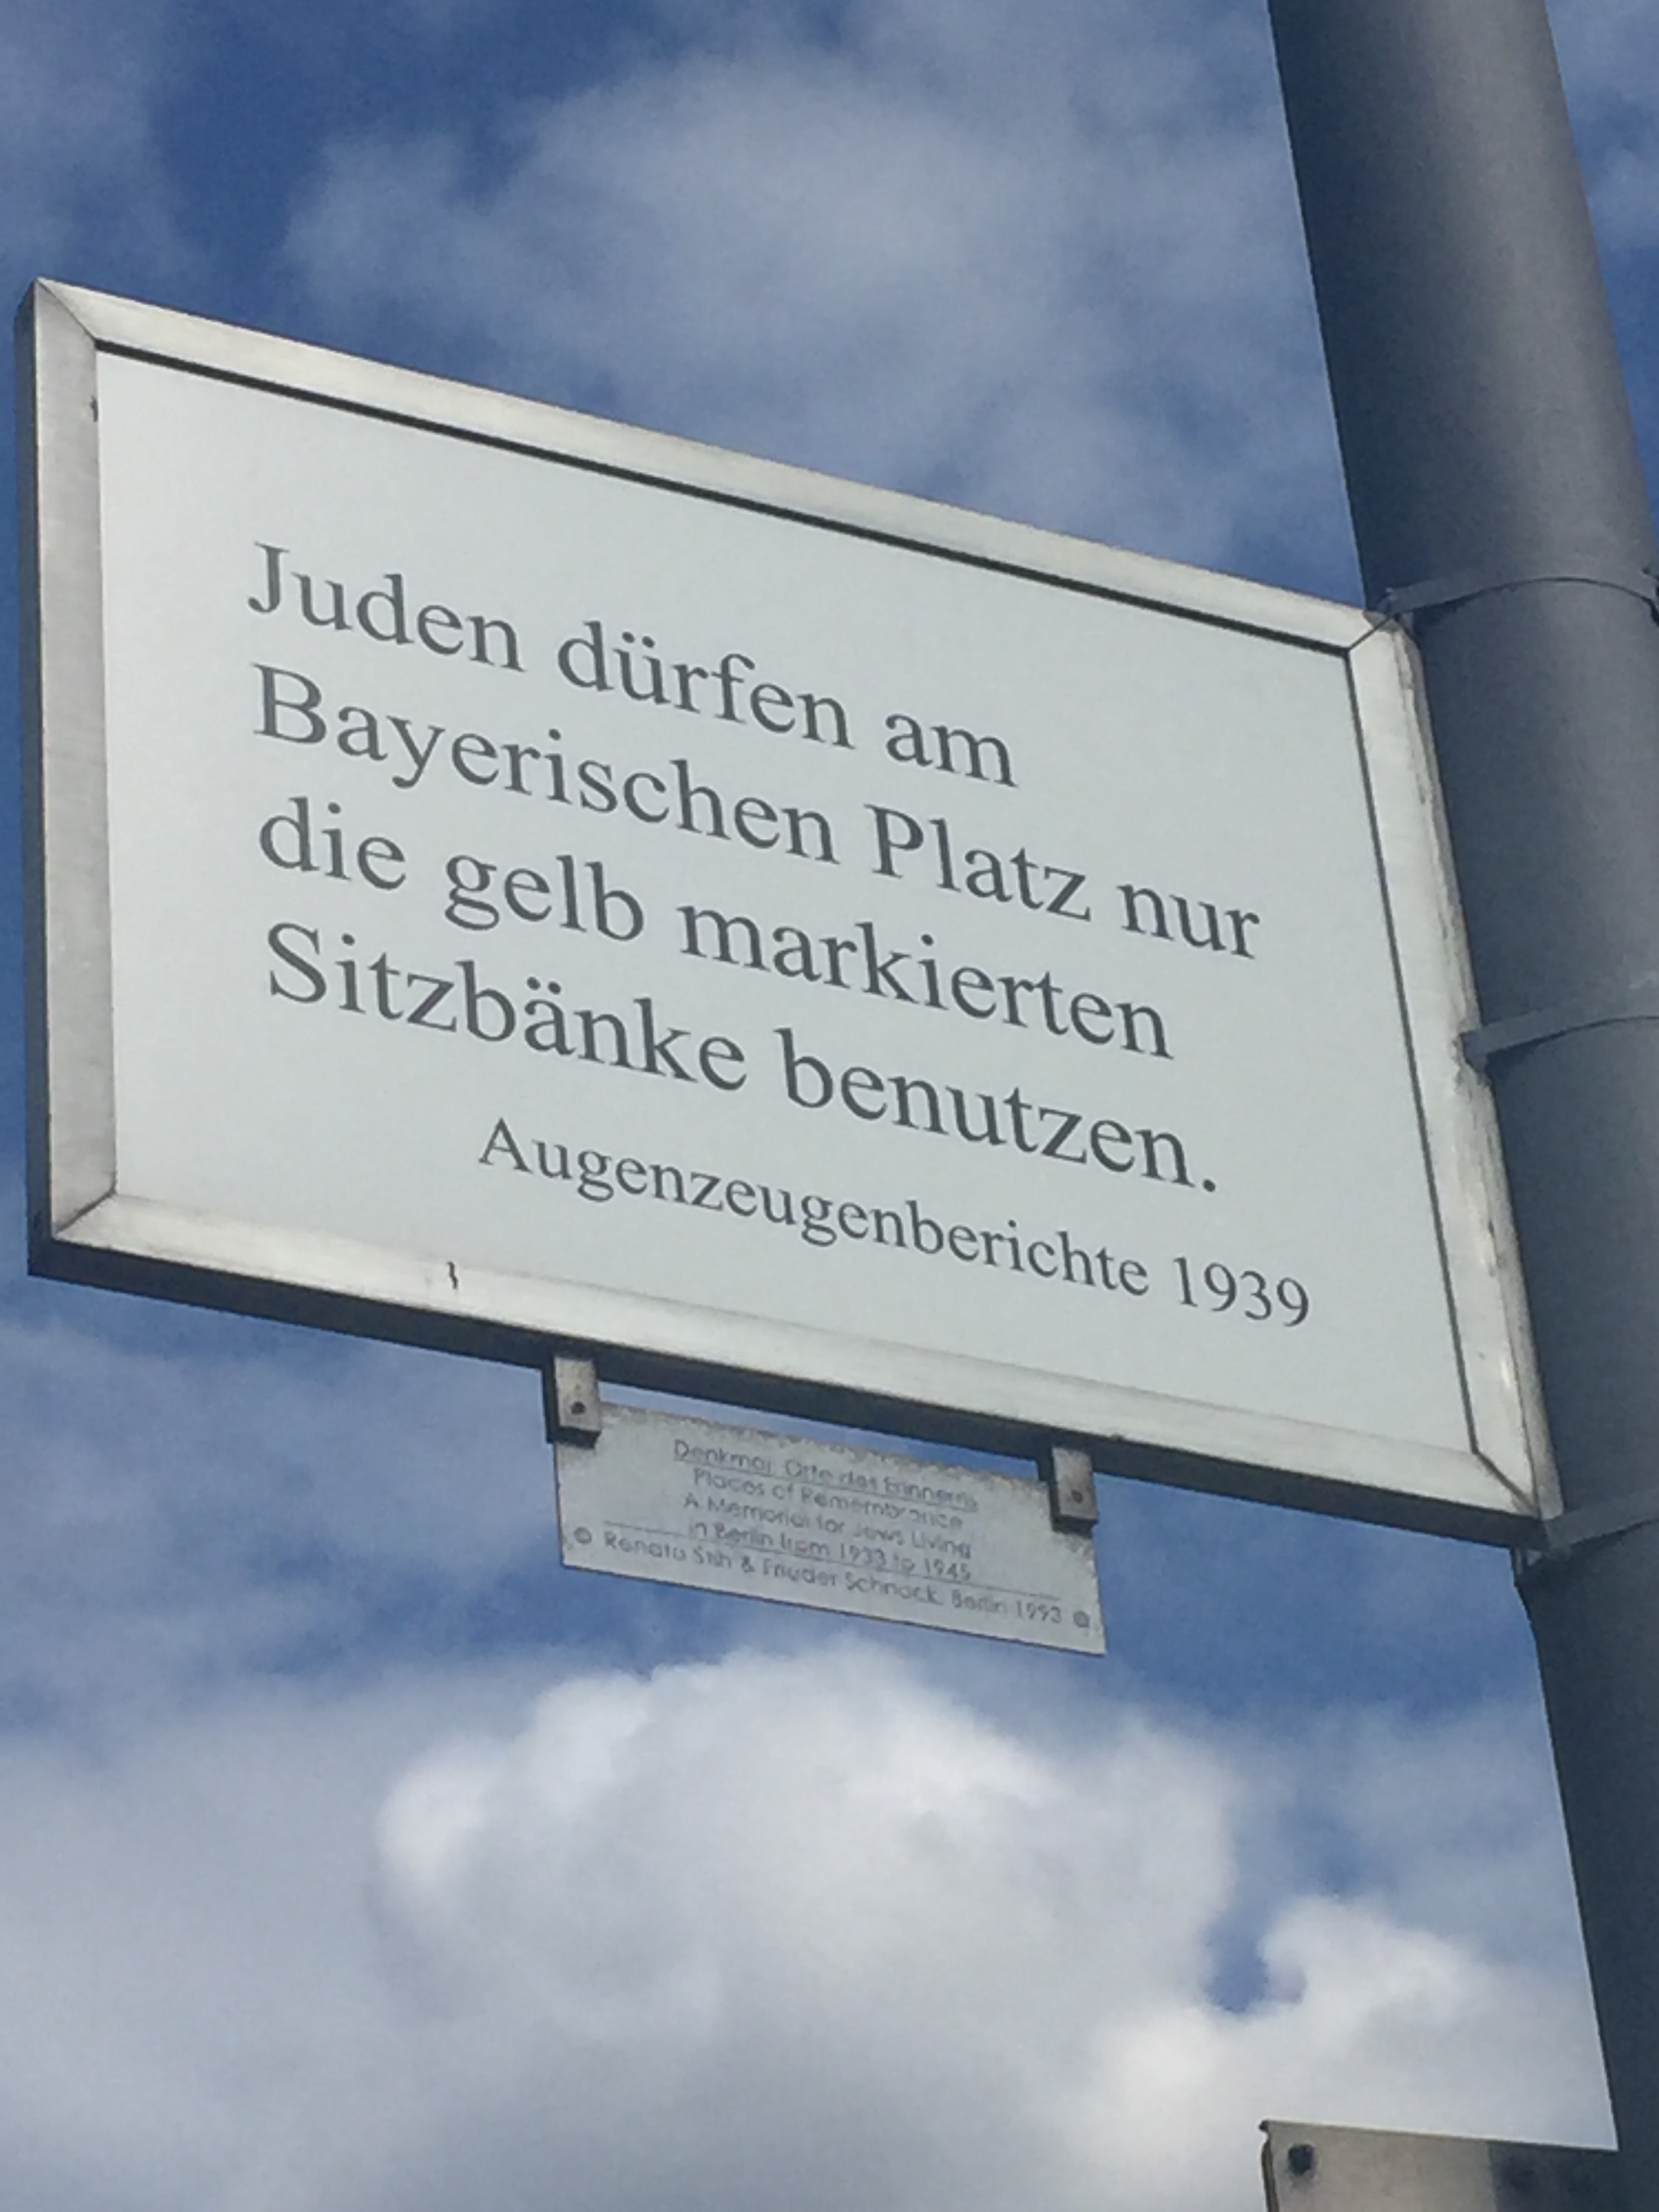 Juden dürfen am
Bayerischen Platz nur
die gelb markierten
Sitzbänke benutzen.
Augenzeugenberichte 1939
Denkmal Orte des Erinnerns
Places of Remembrance
A Memorial for Jews Living
in Berlin from 1933 to 1945
© Renata Stih & Frieder Schnock, Berlin 1993